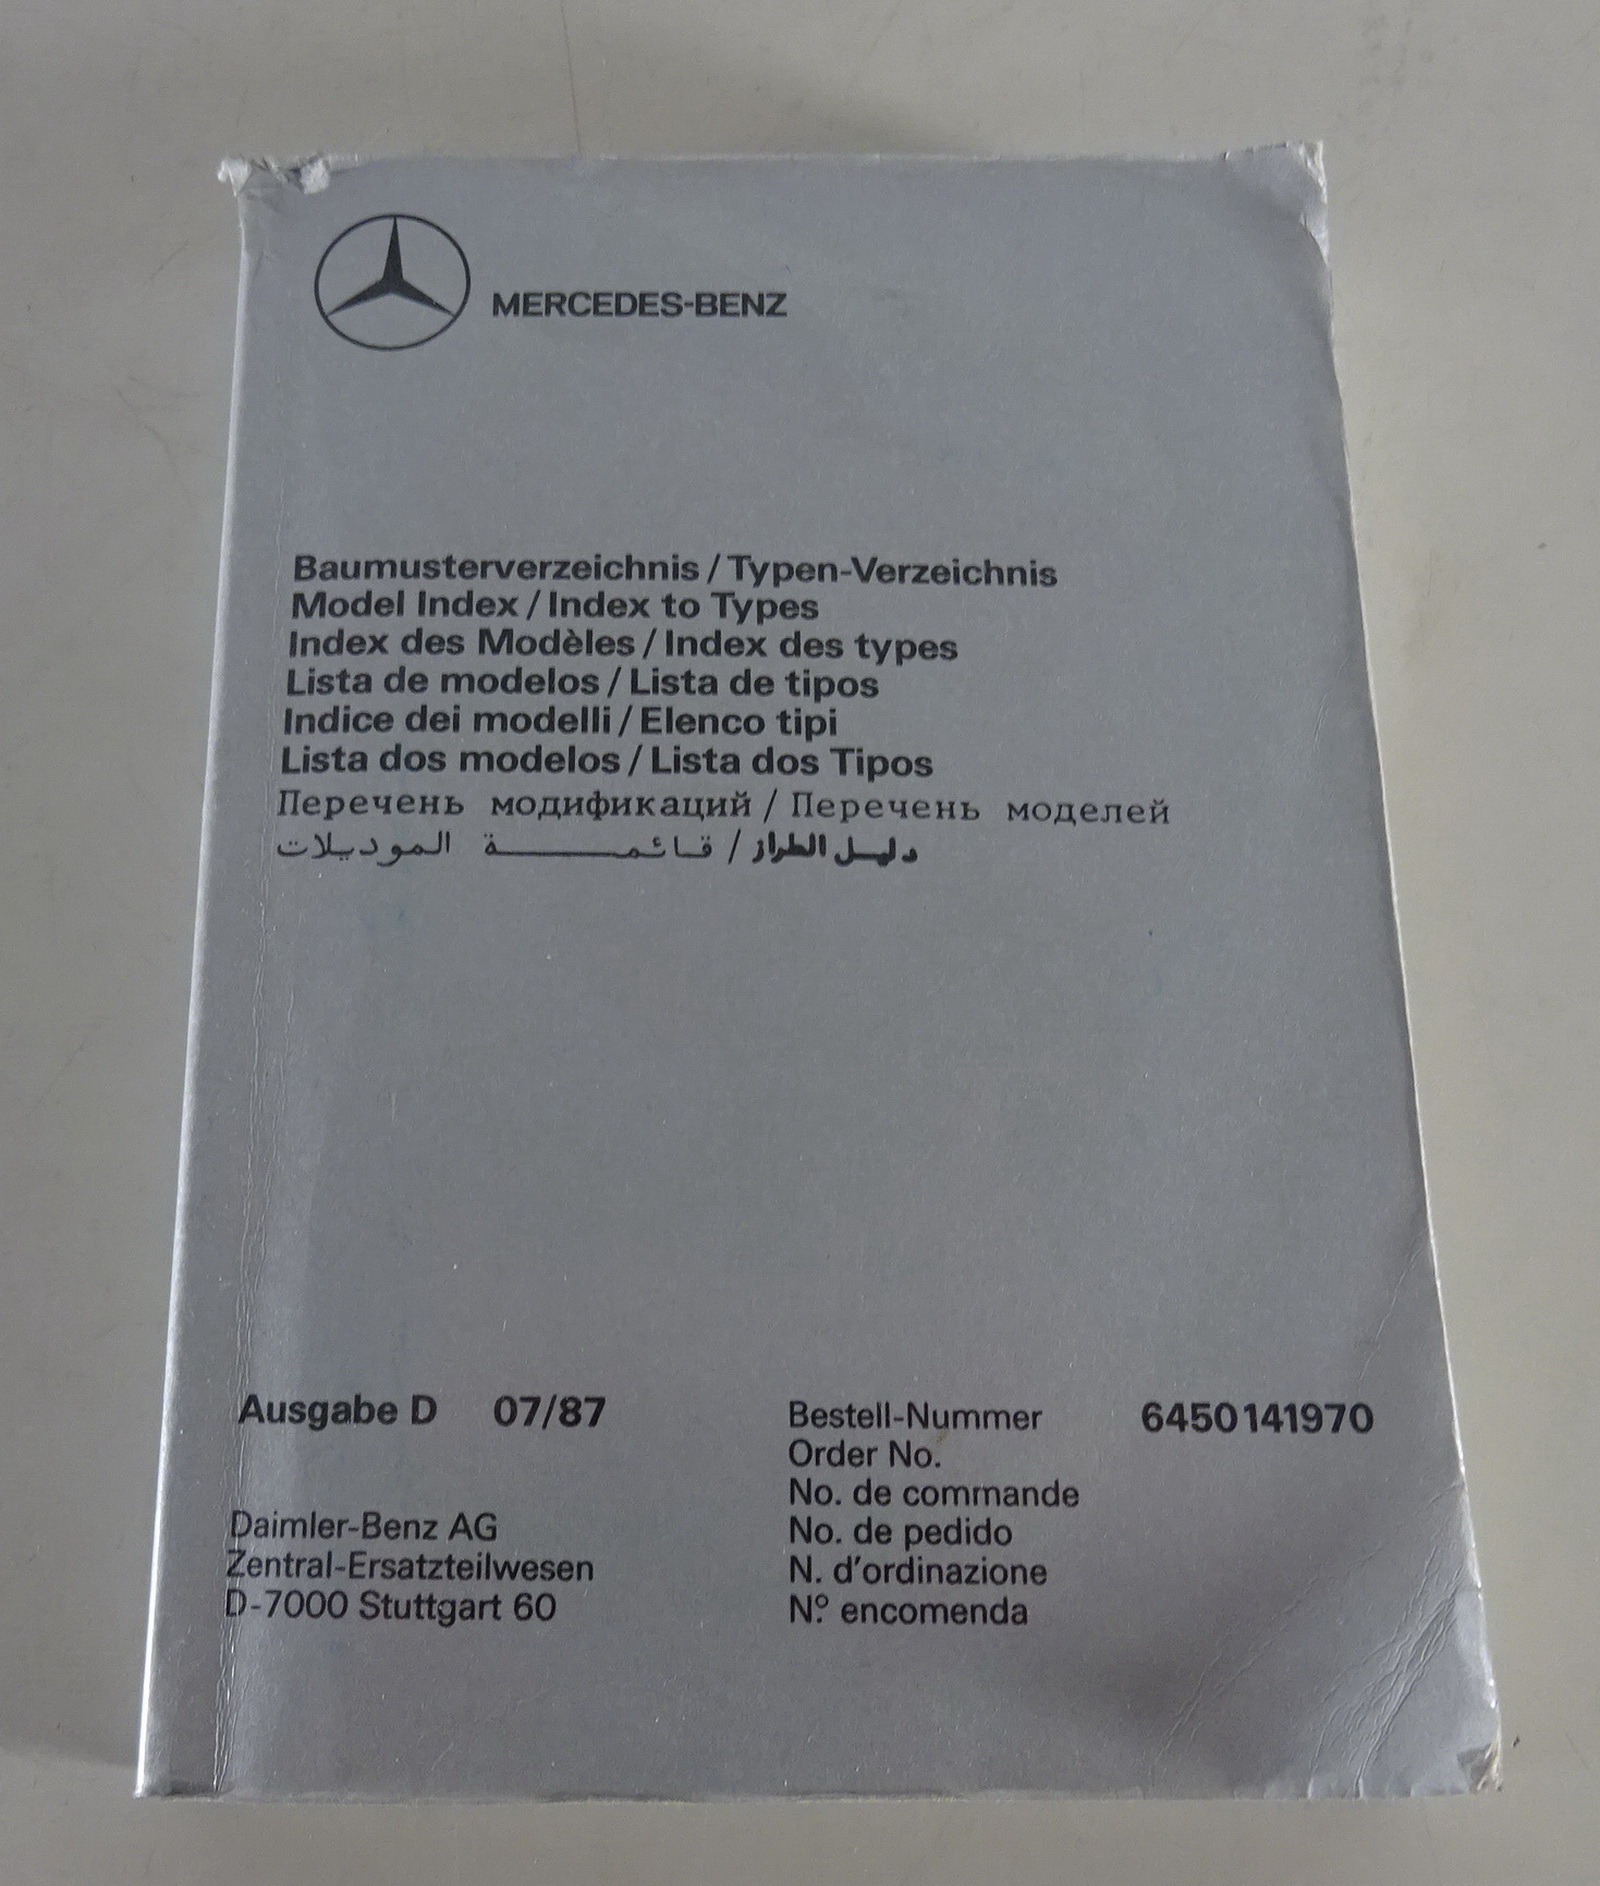 MERCEDES-BENZ
Baumusterverzeichnis / Typen-Verzeichnis
Model Index / Index to Types
Index des Modèles / Index des types
Lista de modelos / Lista de tipos
Indice dei modelli / Elenco tipi
Lista dos modelos / Lista dos Tipos
Перечень модификаций / Перечень моделей
دليل الطراز / قائمة الموديلات
Ausgabe D 07/87
Daimler-Benz AG
Zentral-Ersatzteilwesen
D-7000 Stuttgart 60
Bestell-Nummer 6450141970
Order No.
No. de commande
No. de pedido
N. d'ordinazione
Nº. encomenda